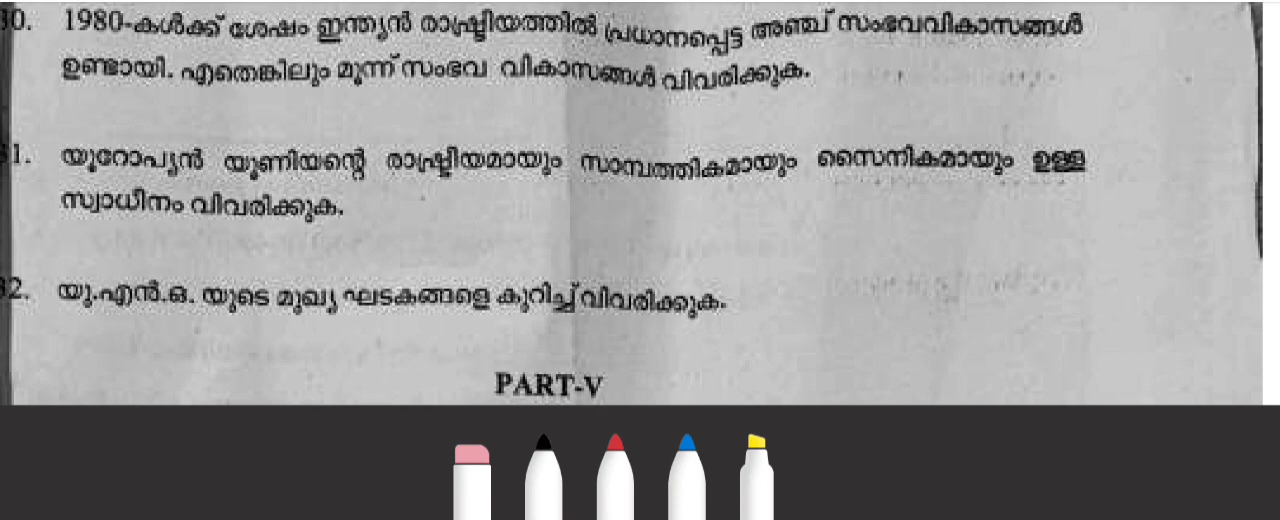 30. 1980-കൾക്ക് ശേഷം ഇന്ത്യൻ രാഷ്ട്രീയത്തിൽ പ്രധാനപ്പെട്ട അഞ്ച് സംഭവവികാസങ്ങൾ
ഉണ്ടായി. എതെങ്കിലും മൂന്ന് സംഭവ വികാസങ്ങൾ വിവരിക്കുക.
31. യൂറോപ്യൻ യൂണിയന്റെ രാഷ്ട്രീയമായും സാമ്പത്തികമായും സൈനികമായും ഉള്ള
സ്വാധീനം വിവരിക്കുക.
32. യു.എൻ.ഒ. യുടെ മുഖ്യ ഘടകങ്ങളെ കുറിച്ച് വിവരിക്കുക.
PART-V